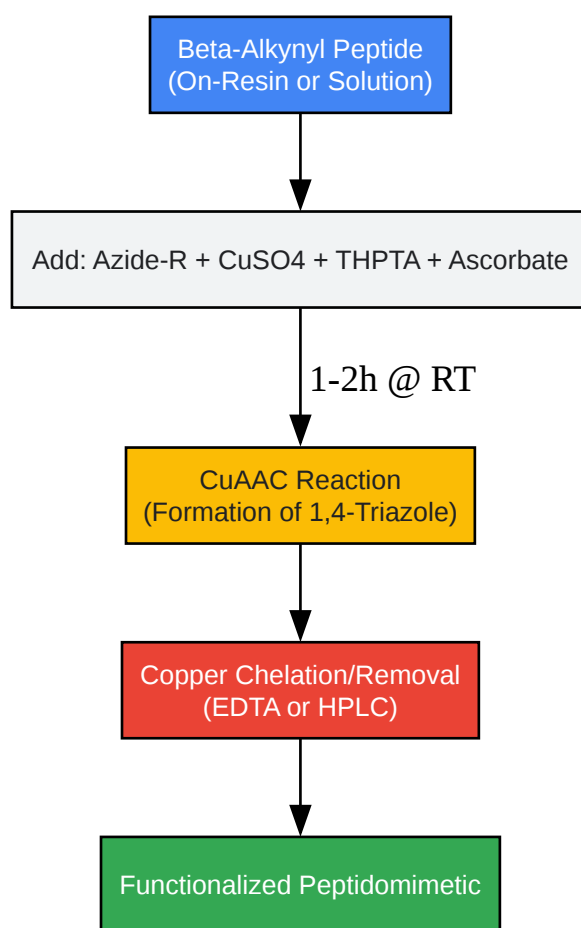 Beta-Alkynyl Peptide
(On-Resin or Solution)
Add: Azide-R + CuSO4 + THPTA + Ascorbate
1-2h @ RT
CuAAC Reaction
(Formation of 1,4-Triazole)
Copper Chelation/Removal
(EDTA or HPLC)
Functionalized Peptidomimetic